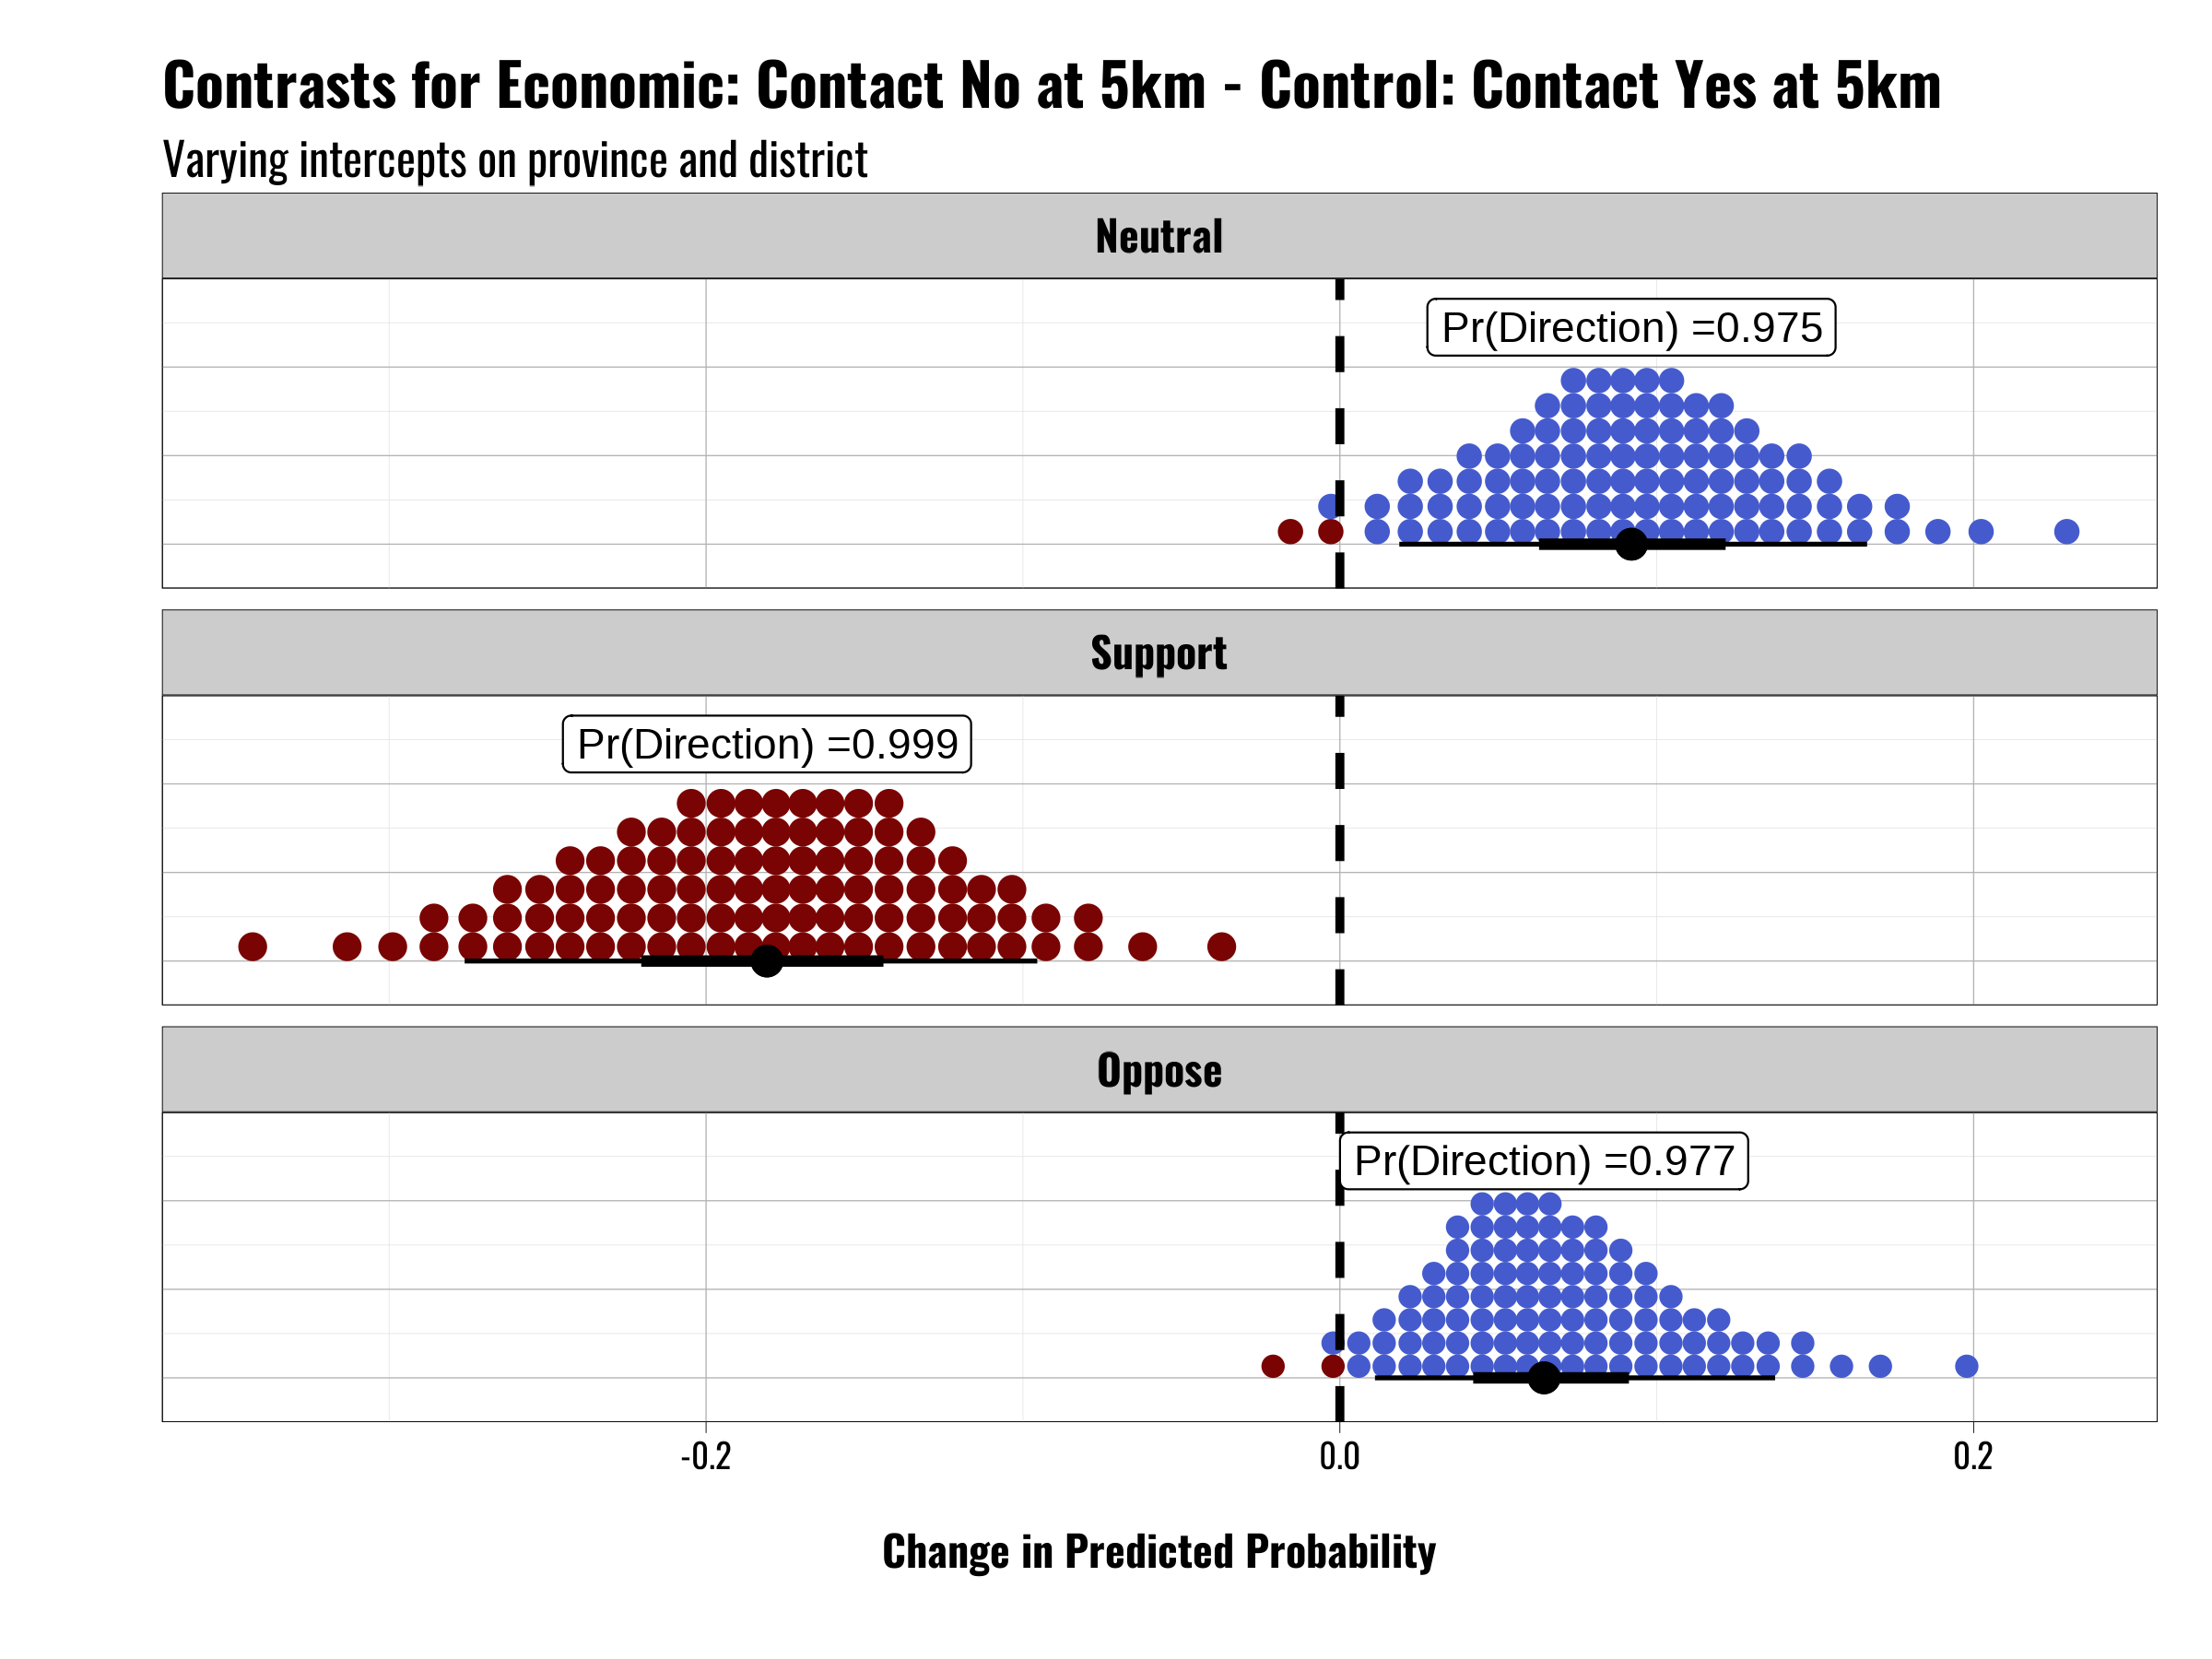 Contrasts for Economic: Contact No at 5km - Control: Contact Yes at 5km
Varying intercepts on province and district
Neutral
Pr(Direction) =0.975
Support
Pr(Direction) =0.999
Oppose
Pr(Direction) =0.977
-0.2 0.0 0.2
Change in Predicted Probability